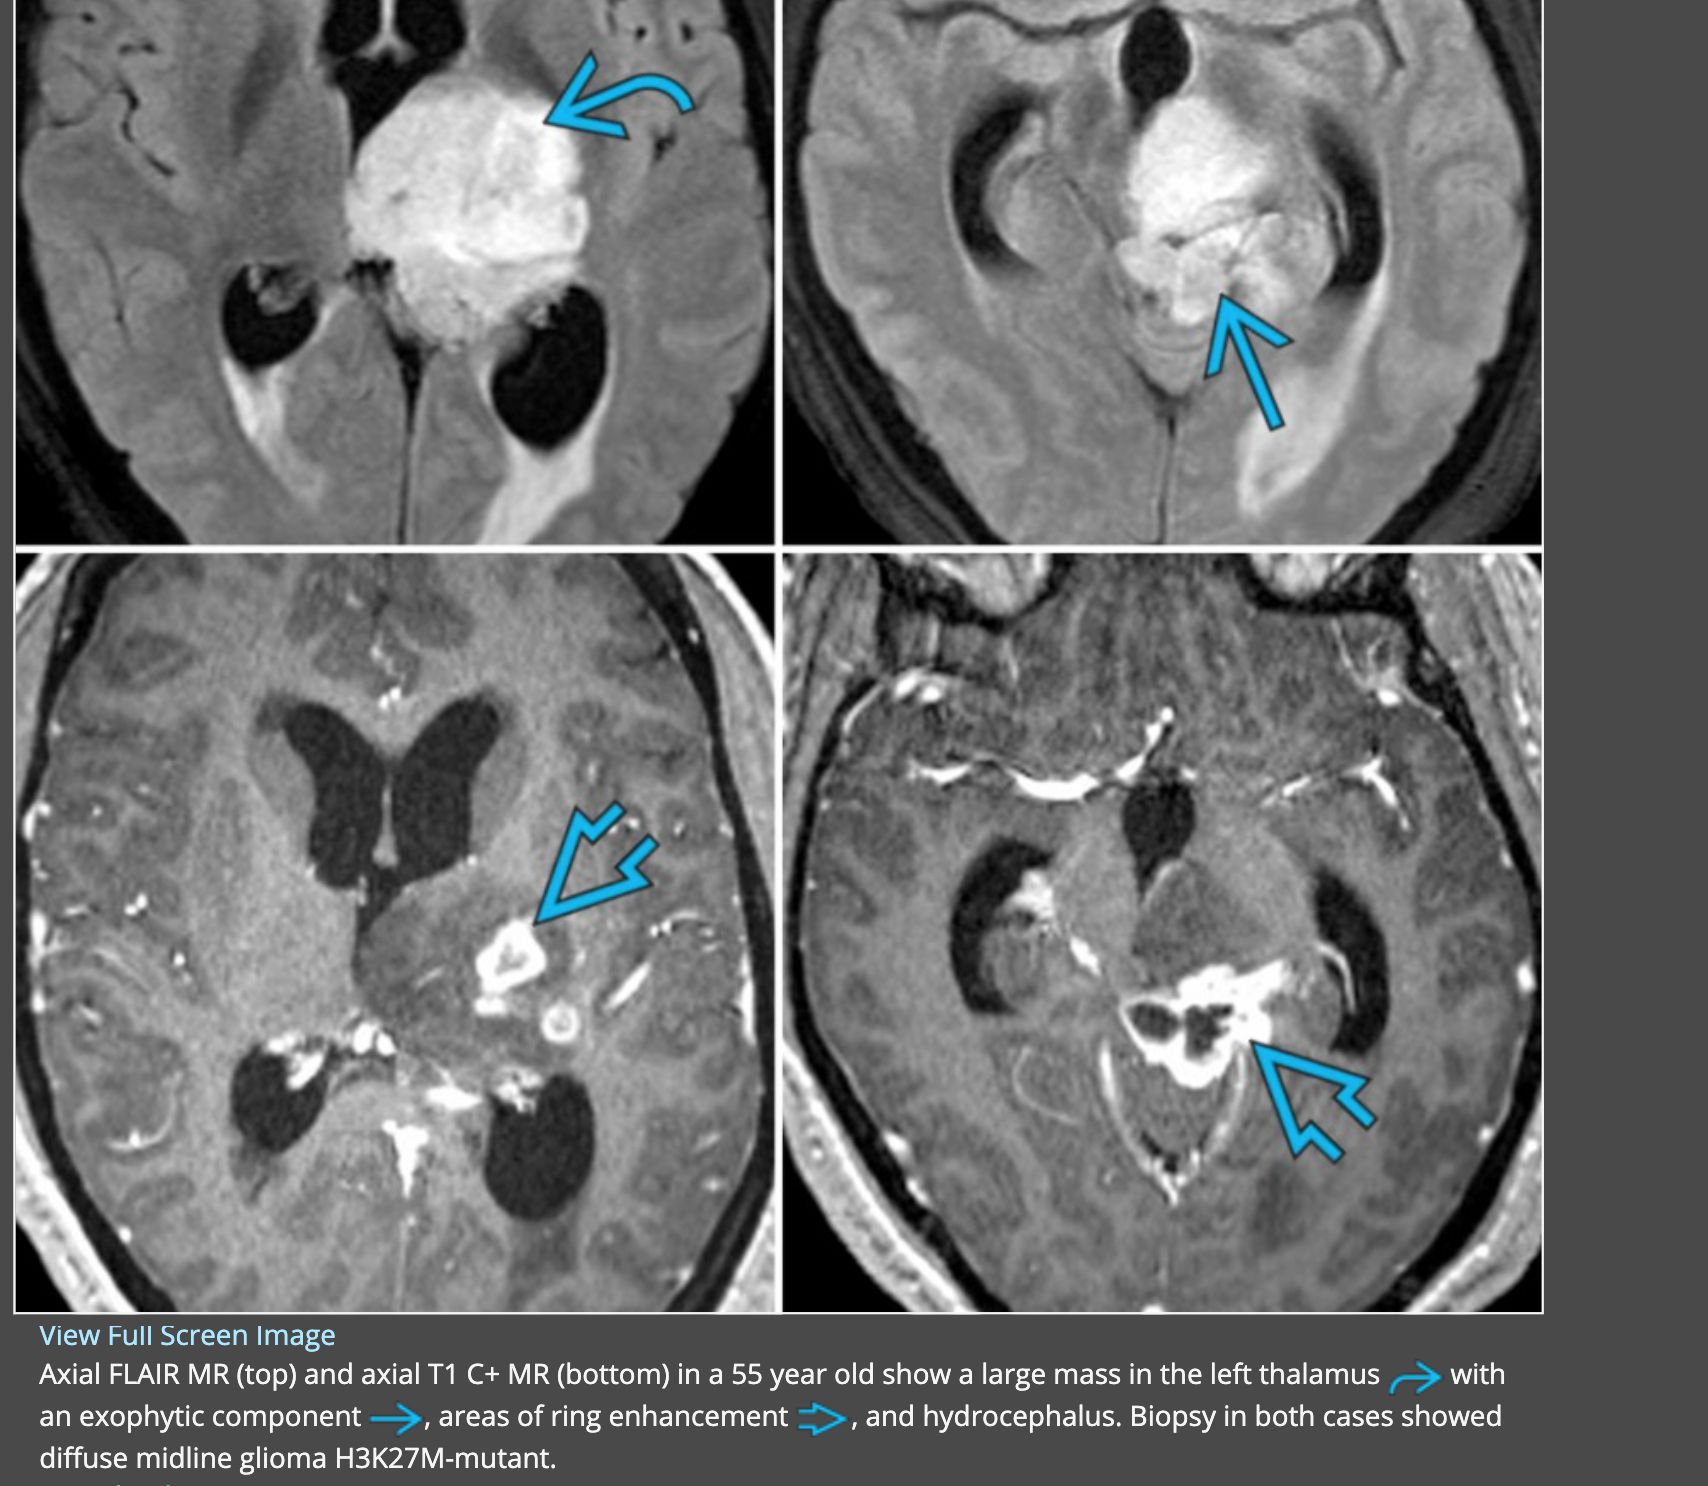 View Full Screen Image
Axial FLAIR MR (top) and axial T1 C+ MR (bottom) in a 55 year old show a large mass in the left thalamus with
an exophytic component , areas of ring enhancement , and hydrocephalus. Biopsy in both cases showed
diffuse midline glioma H3K27M-mutant.